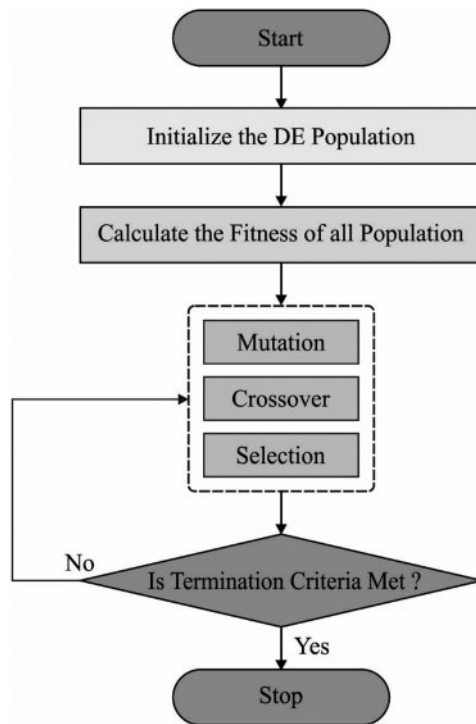 Start
Initialize the DE Population
Calculate the Fitness of all Population
Mutation
Crossover
Selection
No
Is Termination Criteria Met ?
Yes
Stop